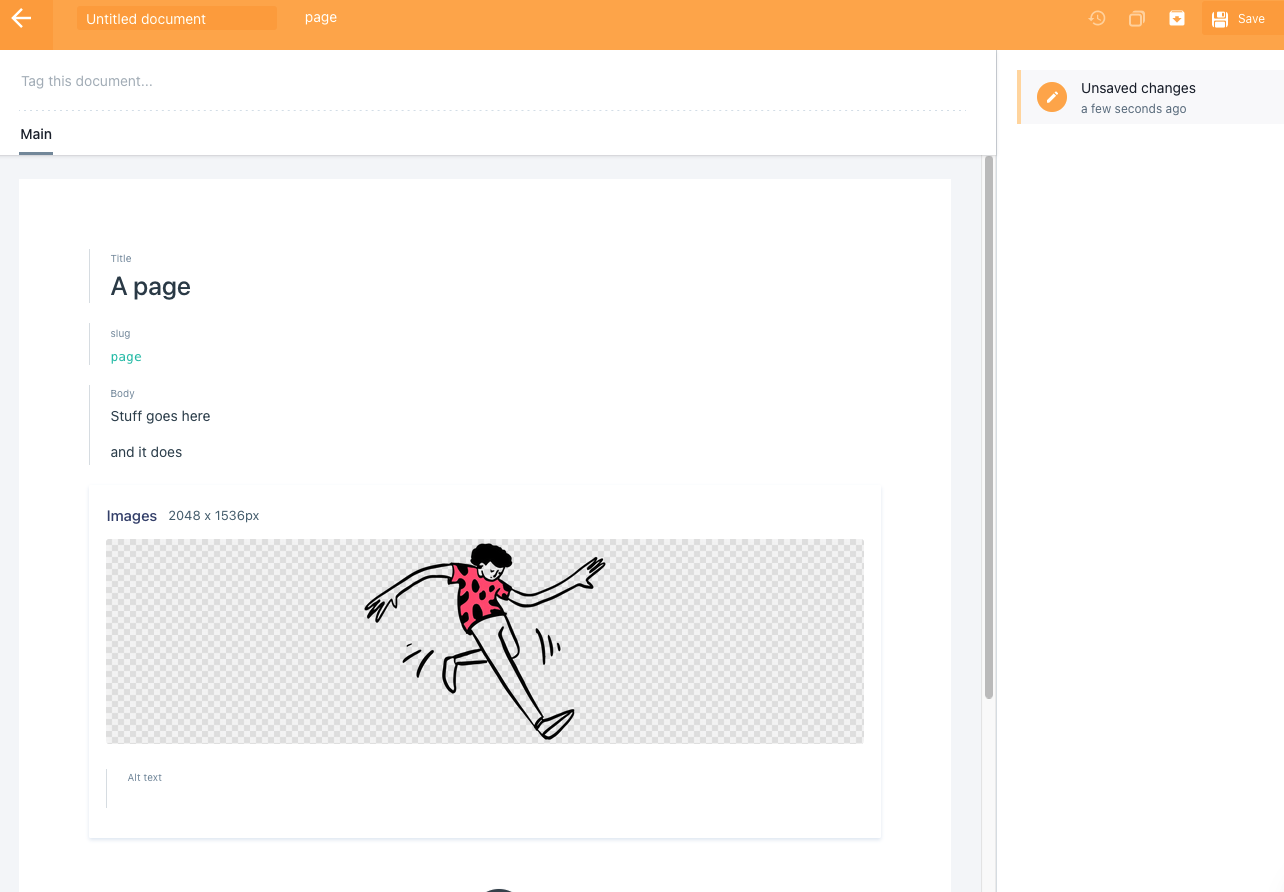 Untitled document
page
Save
Tag this document...
Unsaved changes
a few seconds ago
Main
Title
A page
slug
page
Body
Stuff goes here
and it does
Images 2048 x 1536px
Alt text